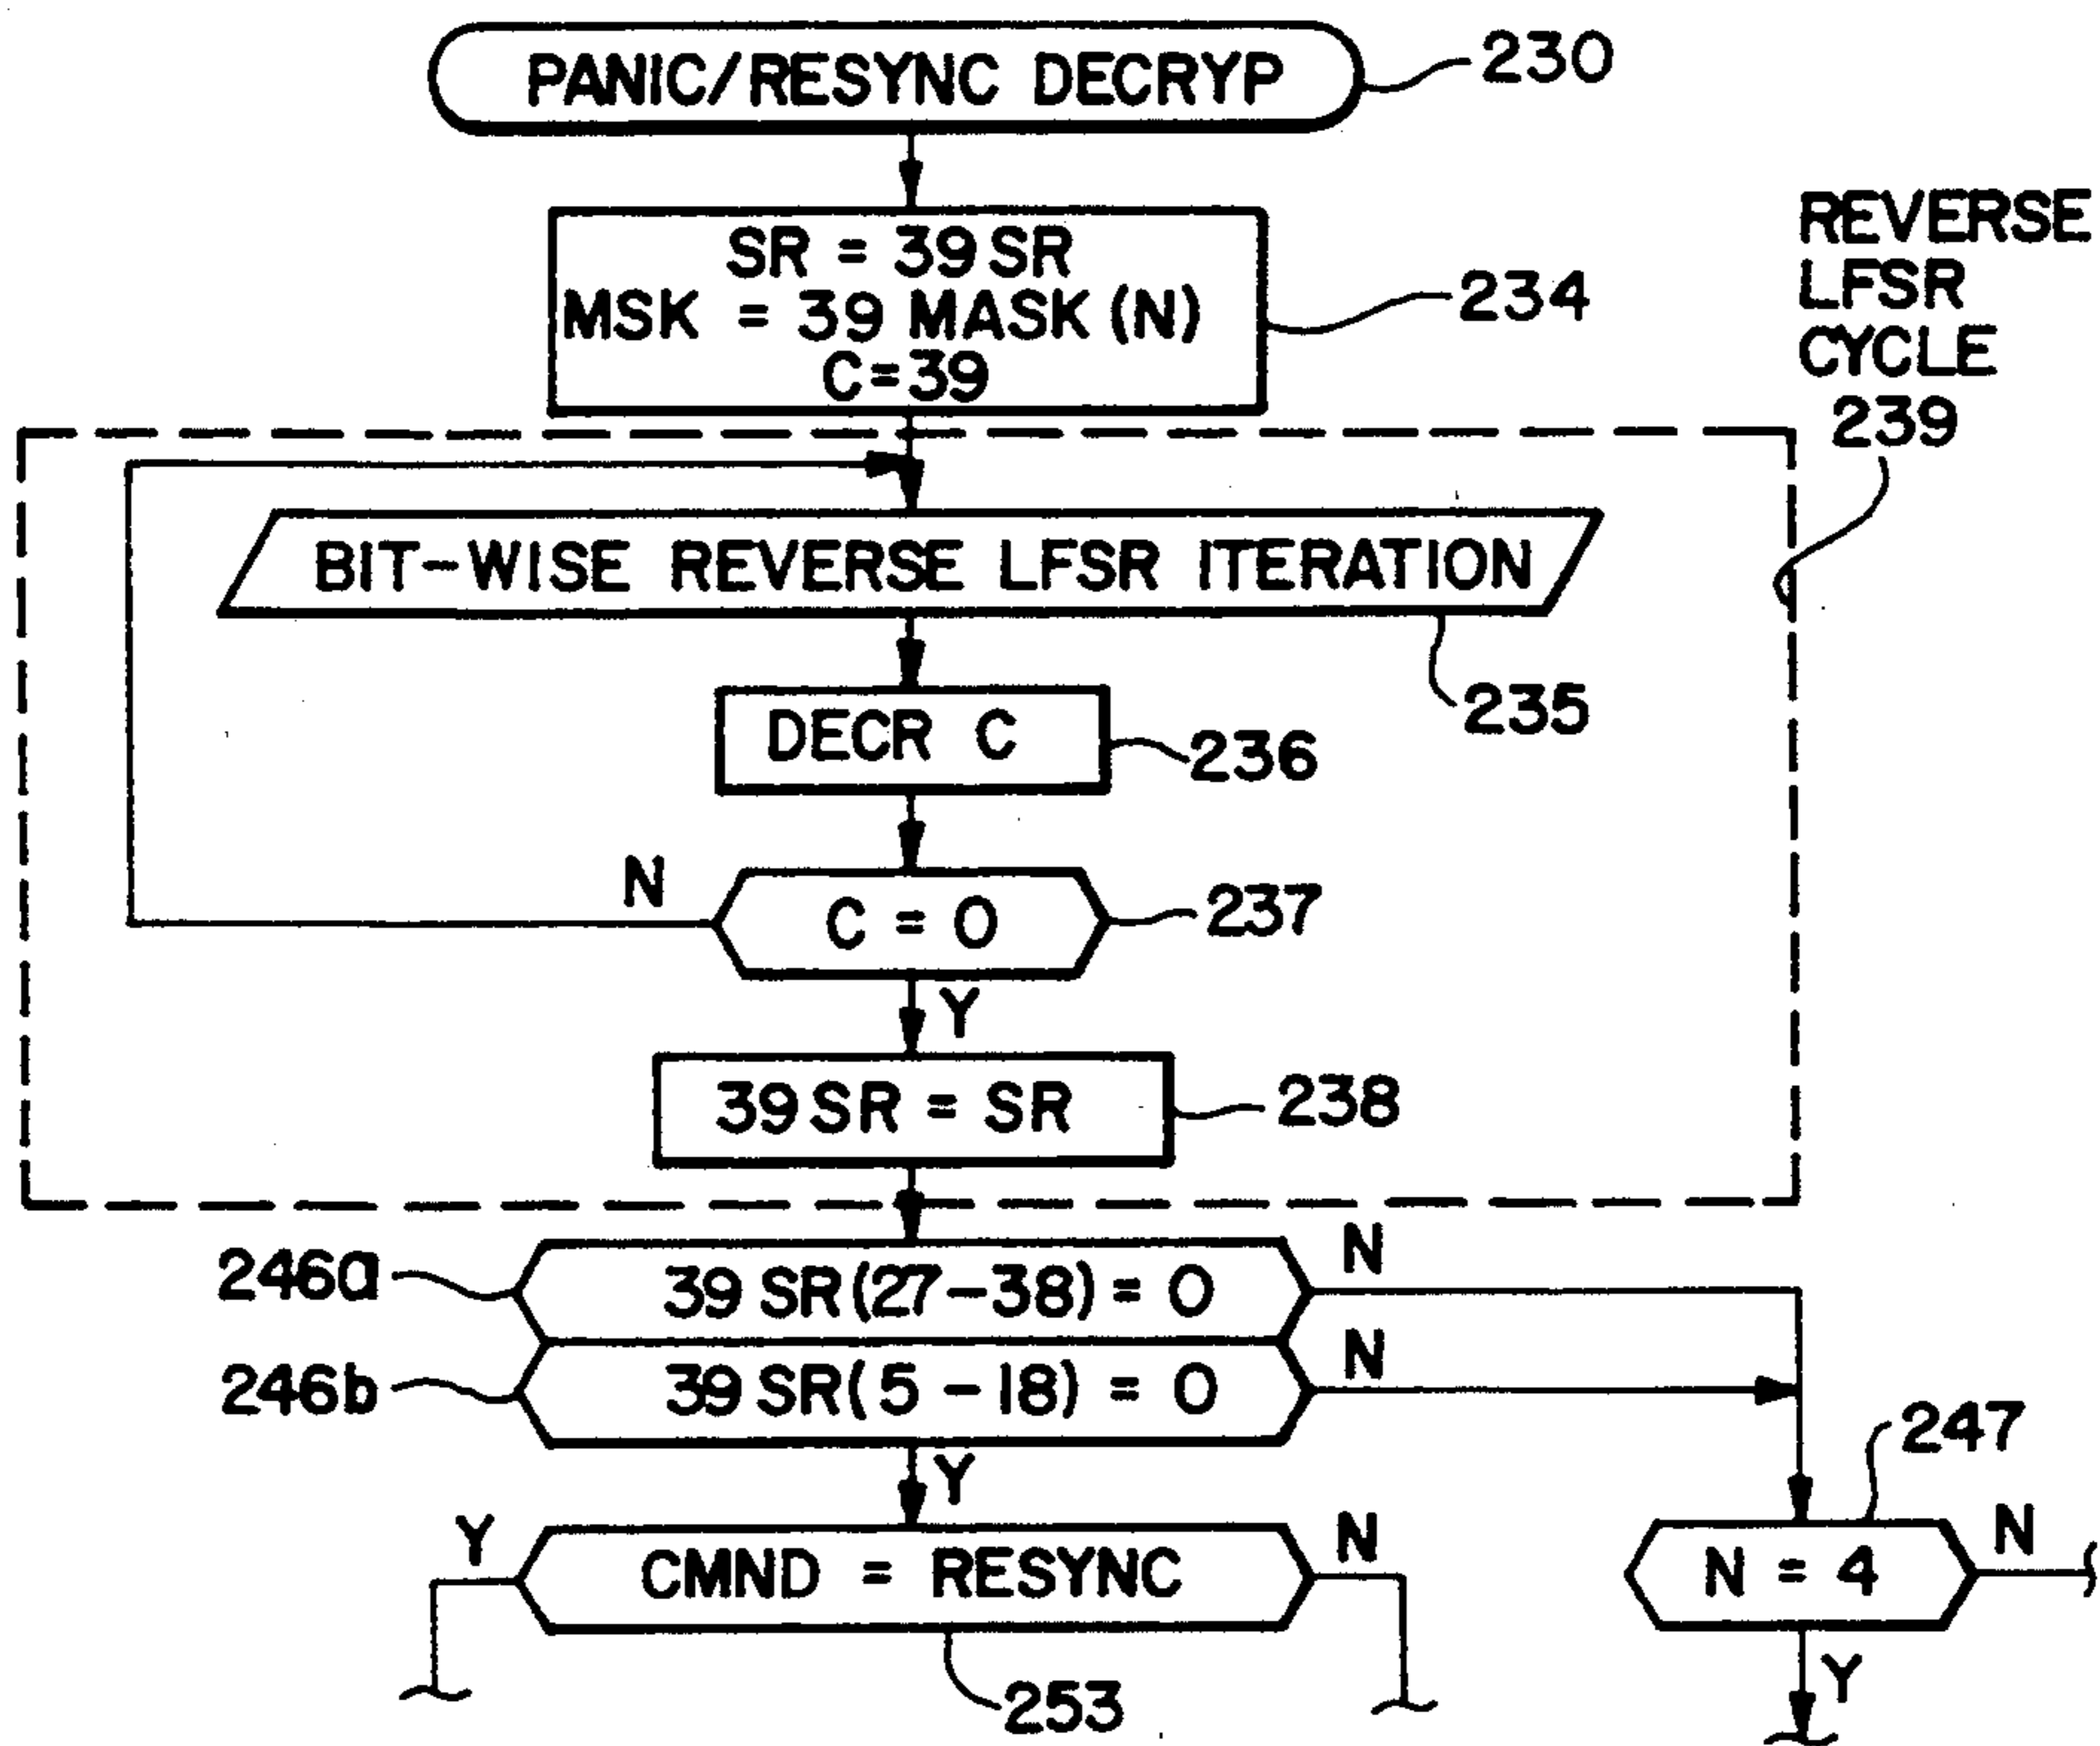 PANIC/RESYNC DECRYP
230
SR = 39 SR
MSK = 39 MASK (N)
C=39
234
REVERSE
LFSR
CYCLE
239
BIT-WISE REVERSE LFSR ITERATION
235
DECR C
236
N
C = 0
237
Y
39 SR = SR
238
246a
39 SR(27-38) = 0
N
246b
39 SR(5-18) = 0
N
Y
247
Y
CMND = RESYNC
N
N = 4
N
253
Y